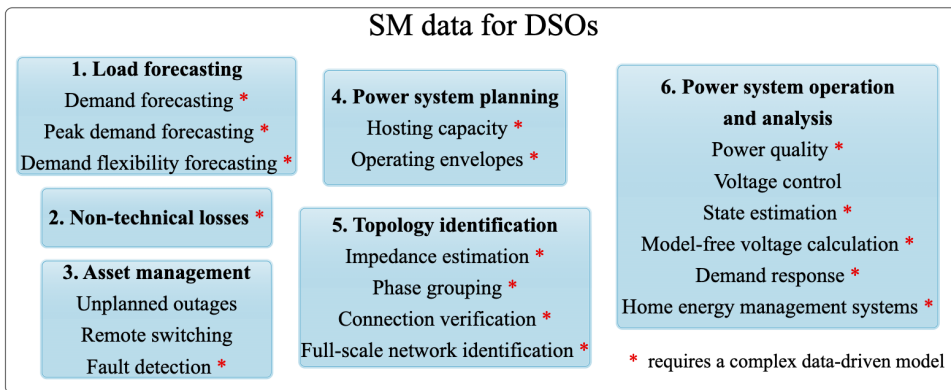 SM data for DSOs
1. Load forecasting
Demand forecasting *
Peak demand forecasting *
Demand flexibility forecasting *
2. Non-technical losses *
3. Asset management
Unplanned outages
Remote switching
Fault detection *
4. Power system planning
Hosting capacity *
Operating envelopes *
5. Topology identification
Impedance estimation *
Phase grouping *
Connection verification *
Full-scale network identification *
6. Power system operation
and analysis
Power quality *
Voltage control
State estimation *
Model-free voltage calculation *
Demand response *
Home energy management systems *
* requires a complex data-driven model